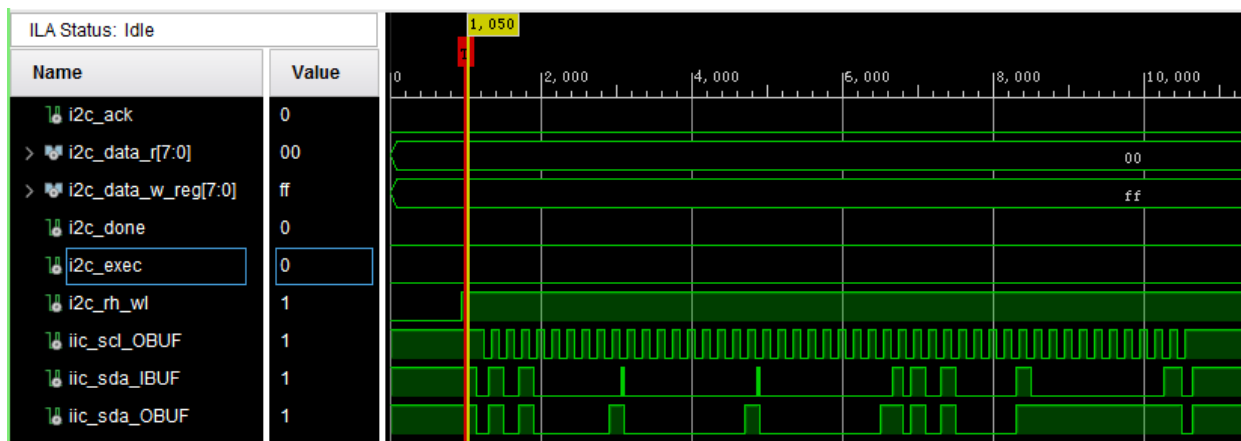 ILA Status: Idle
1,050
Name Value
T
0 2,000 4,000 6,000 8,000 10,000
i2c_ack 0
> i2c_data_r[7:0] 00 00
> i2c_data_w_reg[7:0] ff ff
i2c_done 0
i2c_exec 0
i2c_rh_wl 1
iic_scl_OBUF 1
iic_sda_IBUF 1
iic_sda_OBUF 1